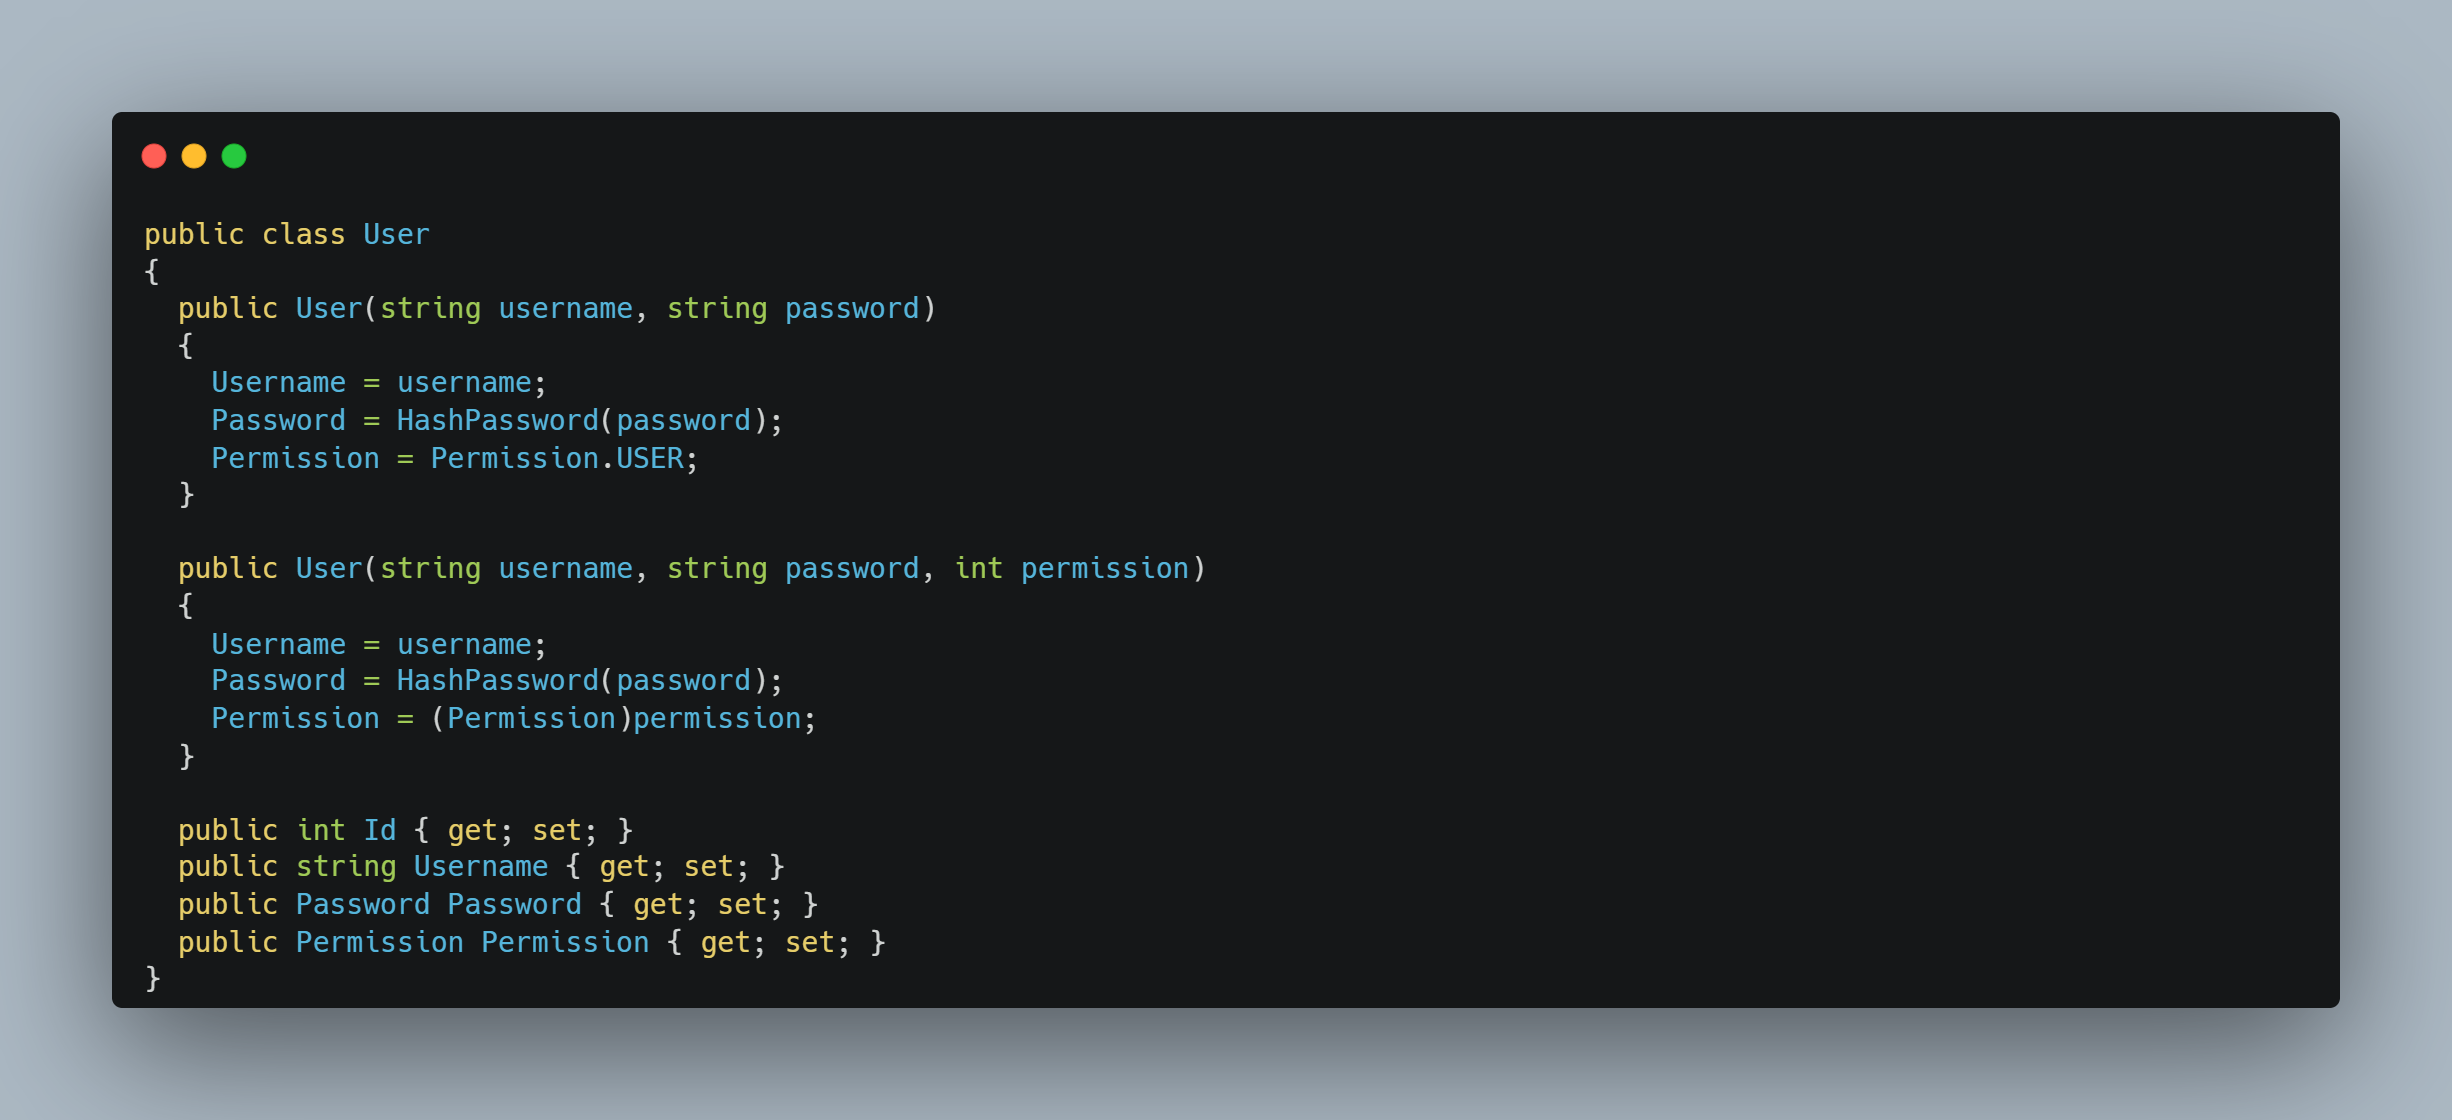 public class User
{
  public User(string username, string password)
  {
    Username = username;
    Password = HashPassword(password);
    Permission = Permission.USER;
  }

  public User(string username, string password, int permission)
  {
    Username = username;
    Password = HashPassword(password);
    Permission = (Permission)permission;
  }

  public int Id { get; set; }
  public string Username { get; set; }
  public Password Password { get; set; }
  public Permission Permission { get; set; }
}